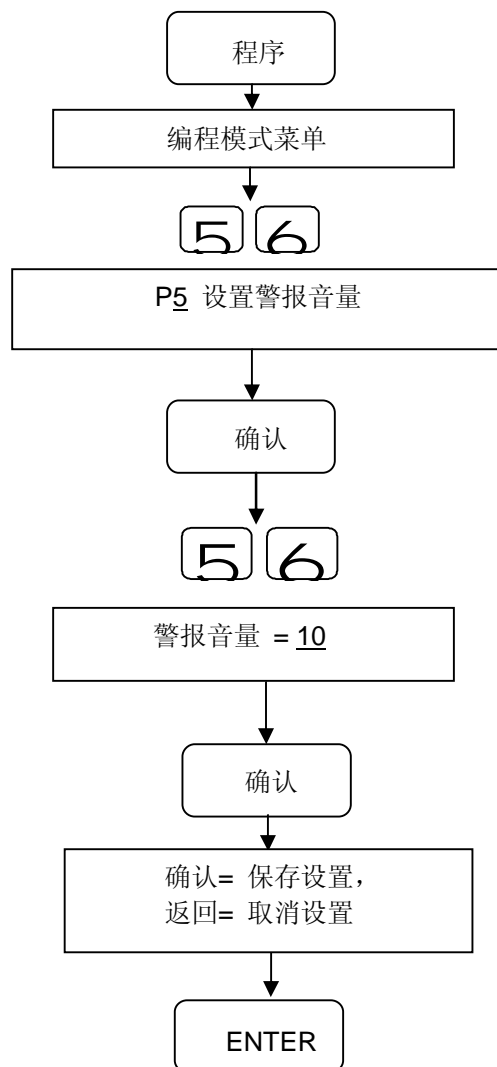 程序
编程模式菜单
5 6
P5 设置警报音量
确认
5 6
警报音量 = 10
确认
确认= 保存设置，
返回= 取消设置
ENTER